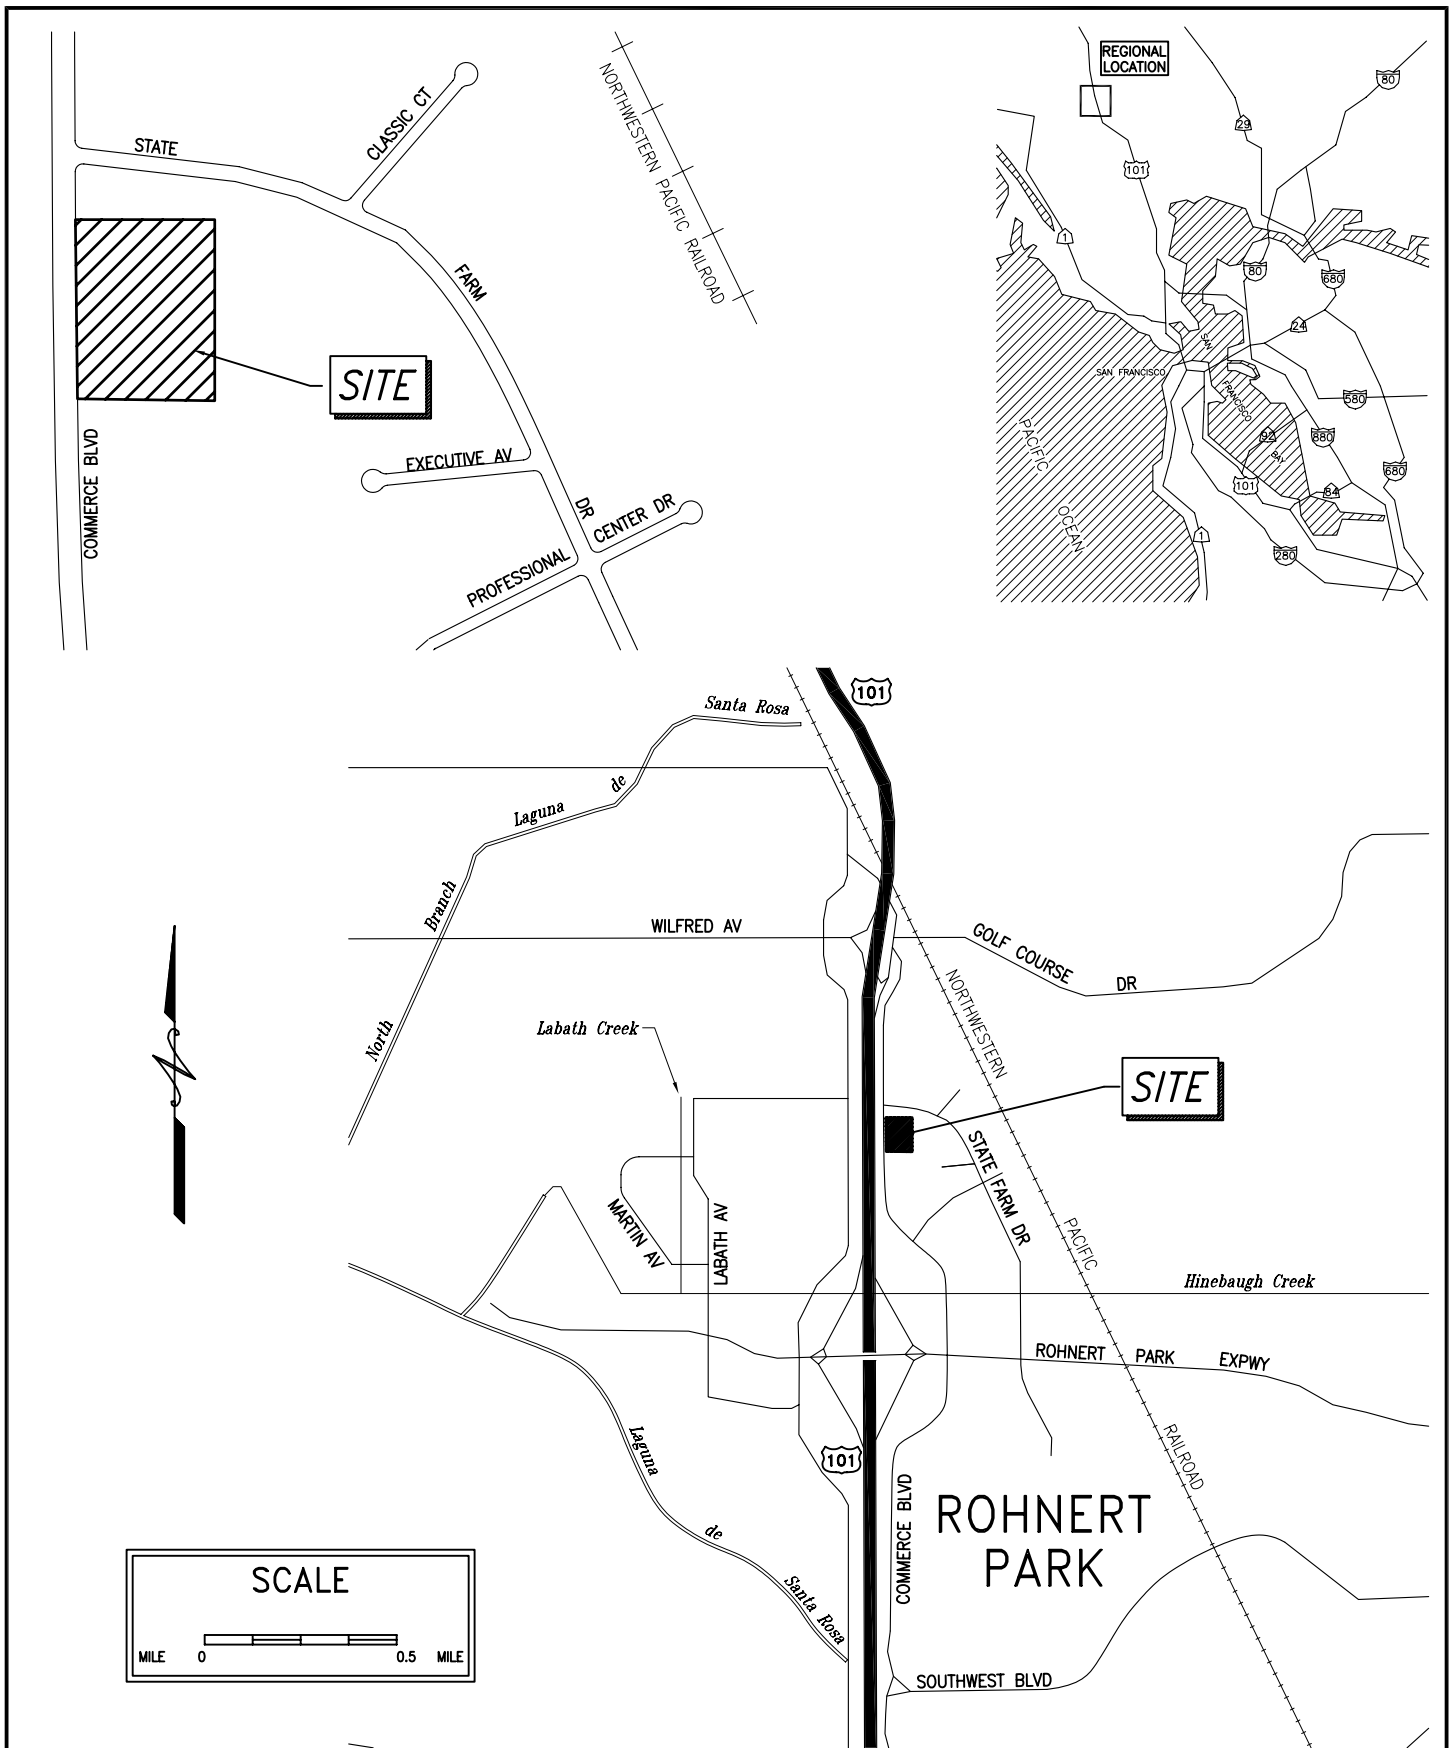 STATE
CLASSIC CT
NORTHWESTERN PACIFIC RAILROAD
FARM
SITE
COMMERCE BLVD
EXECUTIVE AV
DR
CENTER DR
PROFESSIONAL
REGIONAL
LOCATION
80
29
101
1
80
680
24
SAN
SAN FRANCISCO
FRANCISCO
580
92
880
BAY
680
101
84
PACIFIC
OCEAN
1
280
101
Santa Rosa
de
Laguna
Branch
North
WILFRED AV
GOLF COURSE
DR
NORTHWESTERN
Labath Creek
SITE
STATE FARM DR
MARTIN AV
LABATH AV
PACIFIC
Hinebaugh Creek
ROHNERT PARK EXPWY
Laguna
101
RAILROAD
COMMERCE BLVD
ROHNERT
PARK
de
Santa Rosa
SCALE
MILE 0 0.5 MILE
SOUTHWEST BLVD